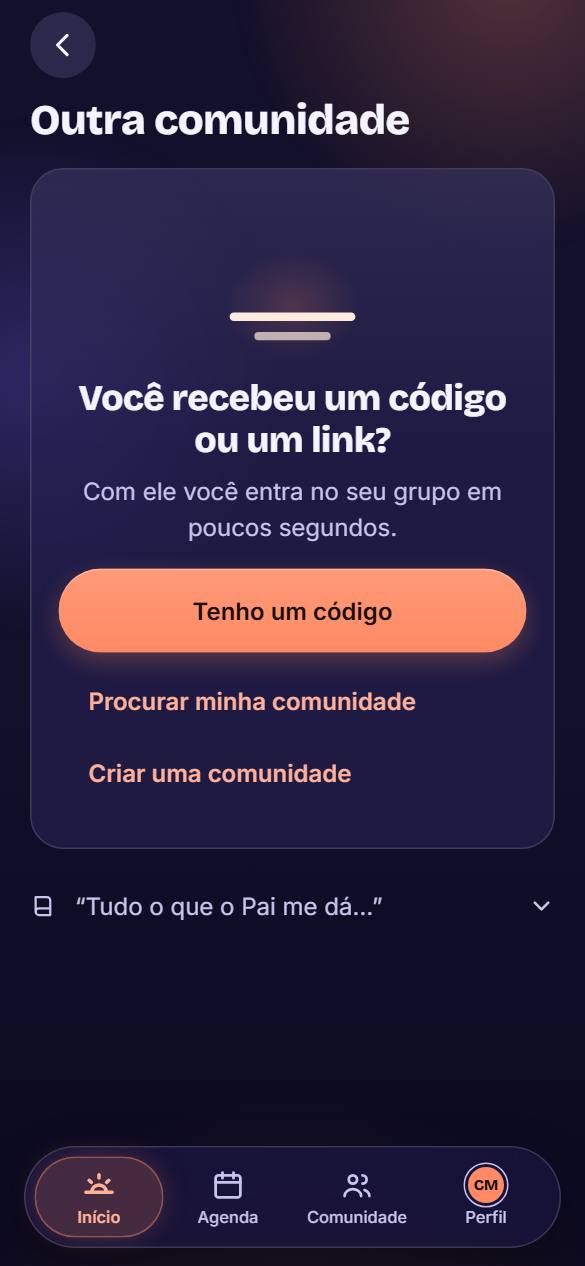 Outra comunidade
Você recebeu um código
ou um link?
Com ele você entra no seu grupo em
poucos segundos.
Tenho um código
Procurar minha comunidade
Criar uma comunidade
“Tudo o que o Pai me dá...”
CM
Início
Agenda
Comunidade
Perfil